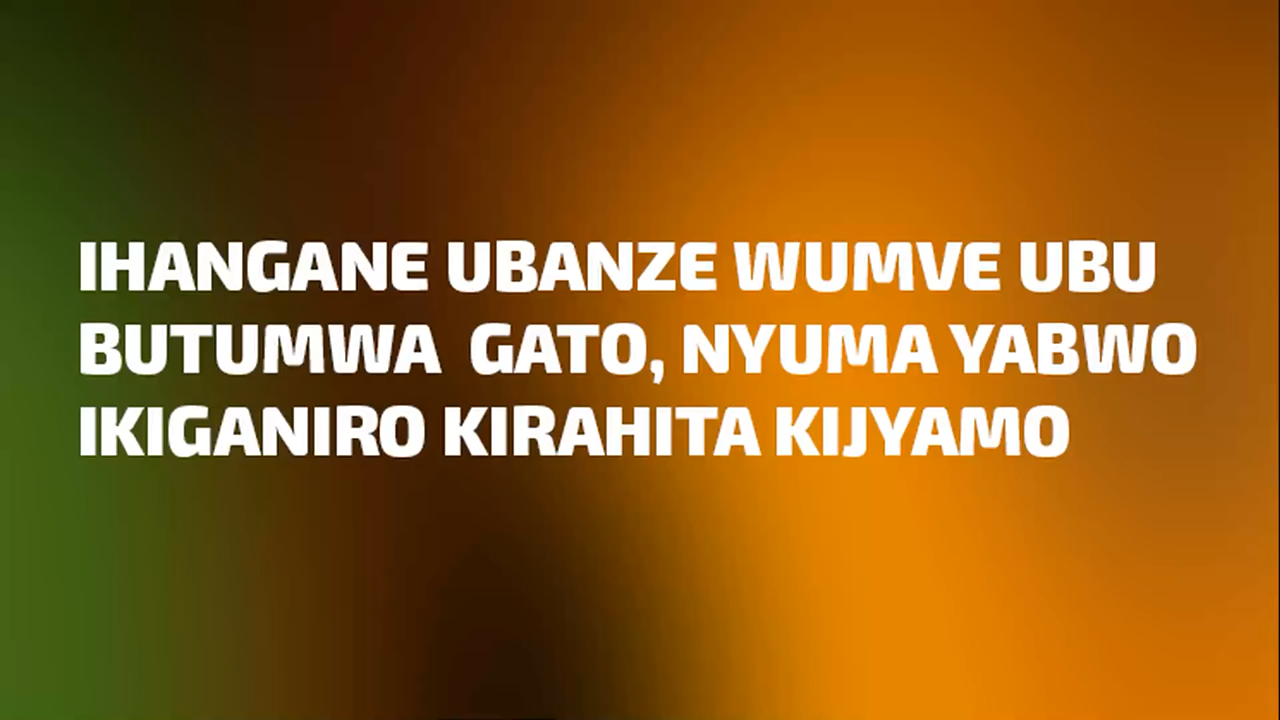 IHANGANE UBANZE WUMVE UBU
BUTUMWA GATO, NYUMA YABWO
IKIGANIRO KIRAHITA KIJYAMO